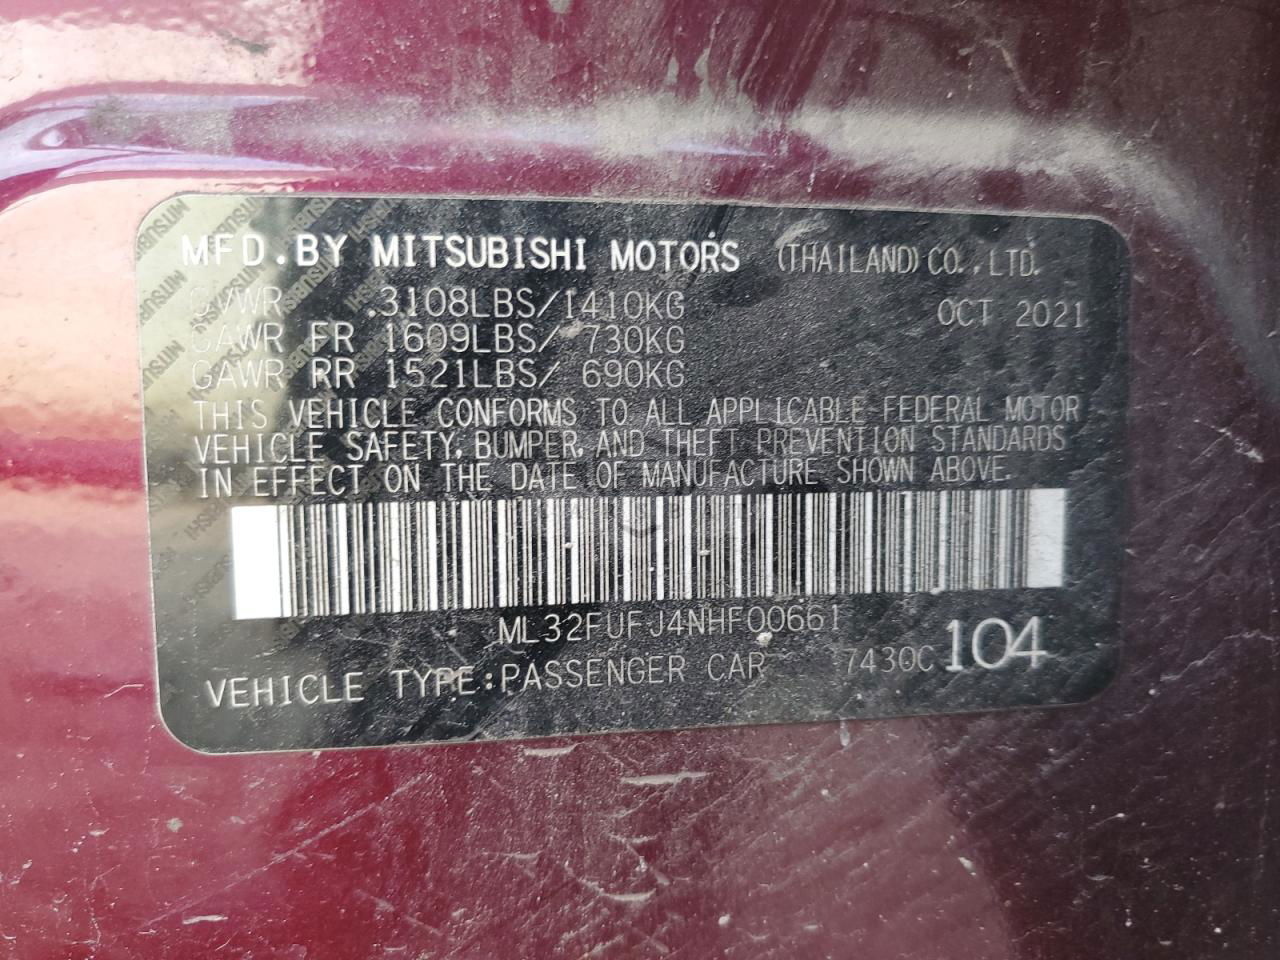 MFD.BY MITSUBISHI MOTORS (THAILAND) CO.,LTD.
GVWR 3108LBS/1410KG OCT 2021
GAWR FR 1609LBS/ 730KG
GAWR RR 1521LBS/ 690KG
THIS VEHICLE CONFORMS TO ALL APPLICABLE FEDERAL MOTOR
VEHICLE SAFETY, BUMPER, AND THEFT PREVENTION STANDARDS
IN EFFECT ON THE DATE OF MANUFACTURE SHOWN ABOVE.
ML32FUFJ4NHF00661
VEHICLE TYPE:PASSENGER CAR 7430C 104